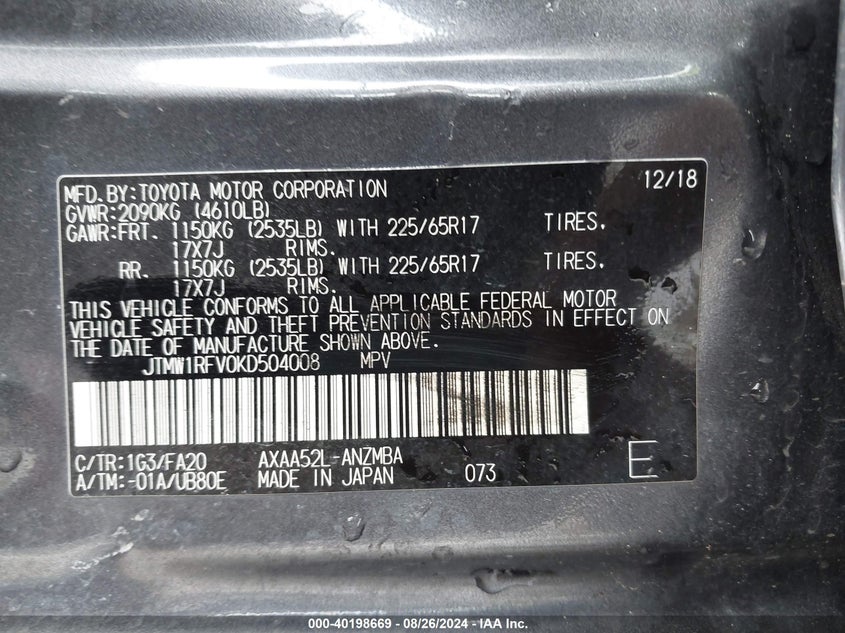 MFD. BY: TOYOTA MOTOR CORPORATION 12/18
GVWR: 2090KG (4610LB)
GAWR: FRT. 1150KG (2535LB) WITH 225/65R17 TIRES.
17X7J RIMS.
RR. 1150KG (2535LB) WITH 225/65R17 TIRES.
17X7J RIMS.
THIS VEHICLE CONFORMS TO ALL APPLICABLE FEDERAL MOTOR
VEHICLE SAFETY AND THEFT PREVENTION STANDARDS IN EFFECT ON
THE DATE OF MANUFACTURE SHOWN ABOVE.
JTMW1RFV0KD504008 MPV
C/TR: 1G3/FA20 AXAA52L-ANZMBA E
A/TM: -01A/UB80E MADE IN JAPAN 073
000-40198669 - 08/26/2024 - IAA Inc.